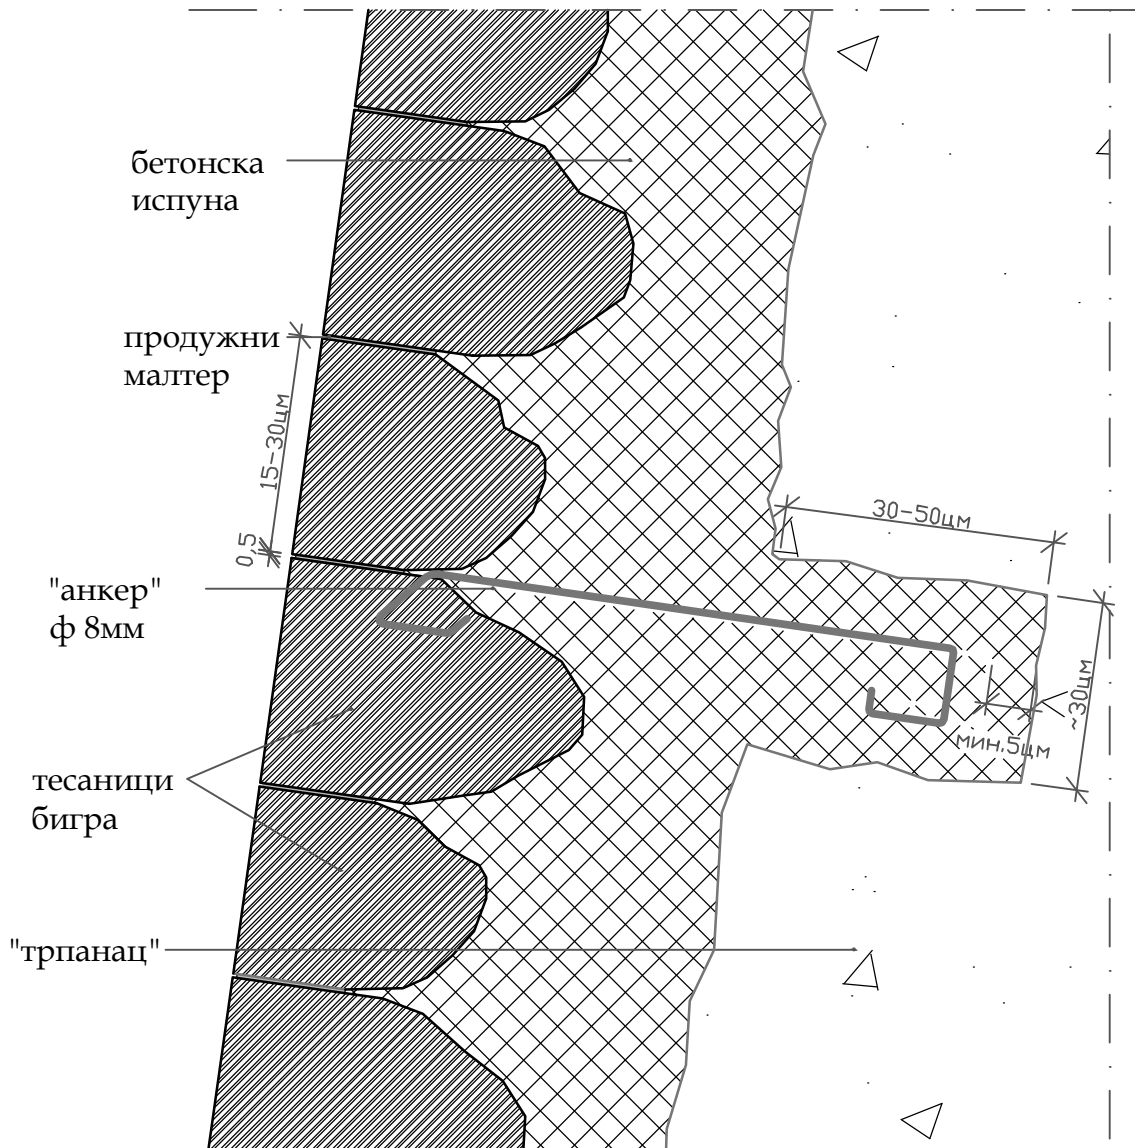 бетонска
испуна
продужни
малтер
15-30цм
0,5
30-50цм
"анкер"
ф 8мм
~30цм
мин.5цм
тесаници
бигра
"трпанац"